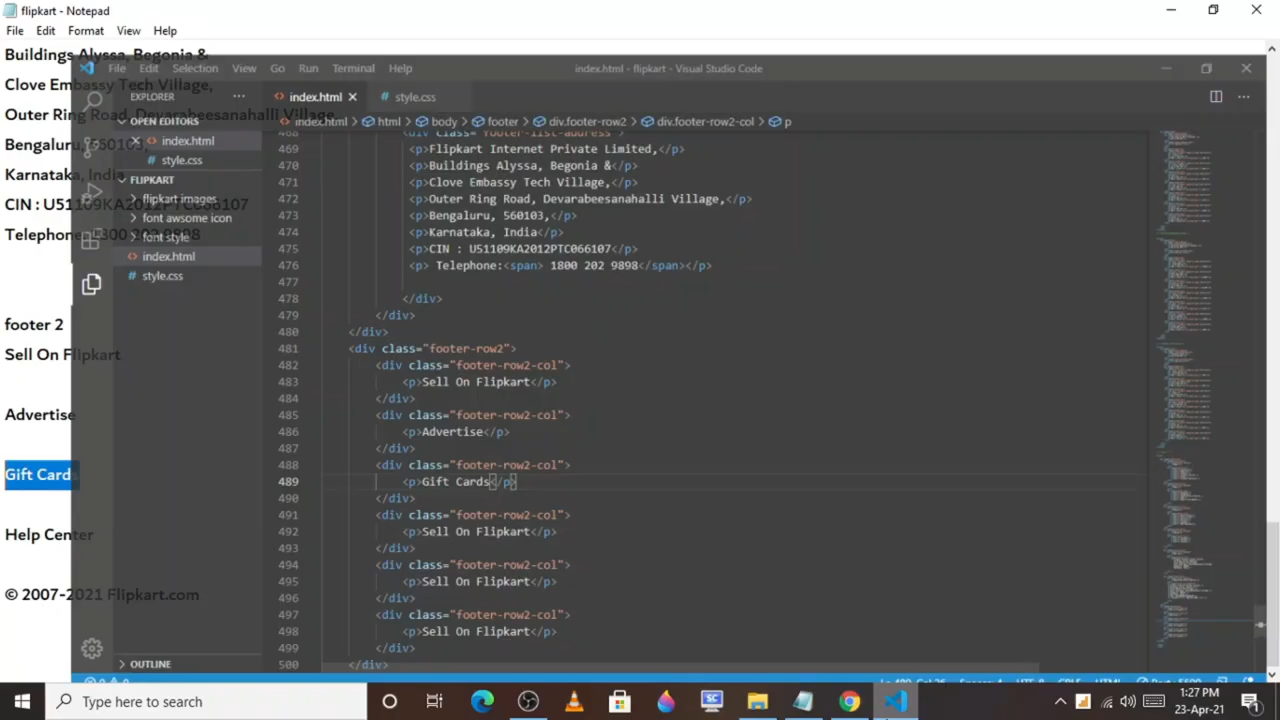 flipkart - Notepad
File Edit Format View Help
Buildings Alyssa, Begonia &
Clove Embassy Tech Village,
Outer Ring Road, Devarabeesanahalli Village,
Bengaluru, 560103,
Karnataka, India
CIN : U51109KA2012PTC066107
Telephone: 1800 202 9898
footer 2
Sell On Flipkart
Advertise
Gift Cards
Help Center
© 2007-2021 Flipkart.com
File Edit Selection View Go Run Terminal Help
index.html - flipkart - Visual Studio Code
EXPLORER
OPEN EDITORS
index.html
style.css
FLIPKART
flipkart images
font awsome icon
font style
index.html
style.css
OUTLINE
index.html
style.css
index.html > html > body > footer > div.footer-row2 > div.footer-row2-col > p
468 <div class="footer-list-address">
469 <p>Flipkart Internet Private Limited,</p>
470 <p>Buildings Alyssa, Begonia &</p>
471 <p>Clove Embassy Tech Village,</p>
472 <p>Outer Ring Road, Devarabeesanahalli Village,</p>
473 <p>Bengaluru, 560103,</p>
474 <p>Karnataka, India</p>
475 <p>CIN : U51109KA2012PTC066107</p>
476 <p> Telephone:<span> 1800 202 9898</span></p>
477
478 </div>
479 </div>
480 </div>
481 <div class="footer-row2">
482 <div class="footer-row2-col">
483 <p>Sell On Flipkart</p>
484 </div>
485 <div class="footer-row2-col">
486 <p>Advertise</p>
487 </div>
488 <div class="footer-row2-col">
489 <p>Gift Cards</p>
490 </div>
491 <div class="footer-row2-col">
492 <p>Sell On Flipkart</p>
493 </div>
494 <div class="footer-row2-col">
495 <p>Sell On Flipkart</p>
496 </div>
497 <div class="footer-row2-col">
498 <p>Sell On Flipkart</p>
499 </div>
500 </div>
Type here to search
1:27 PM
23-Apr-21